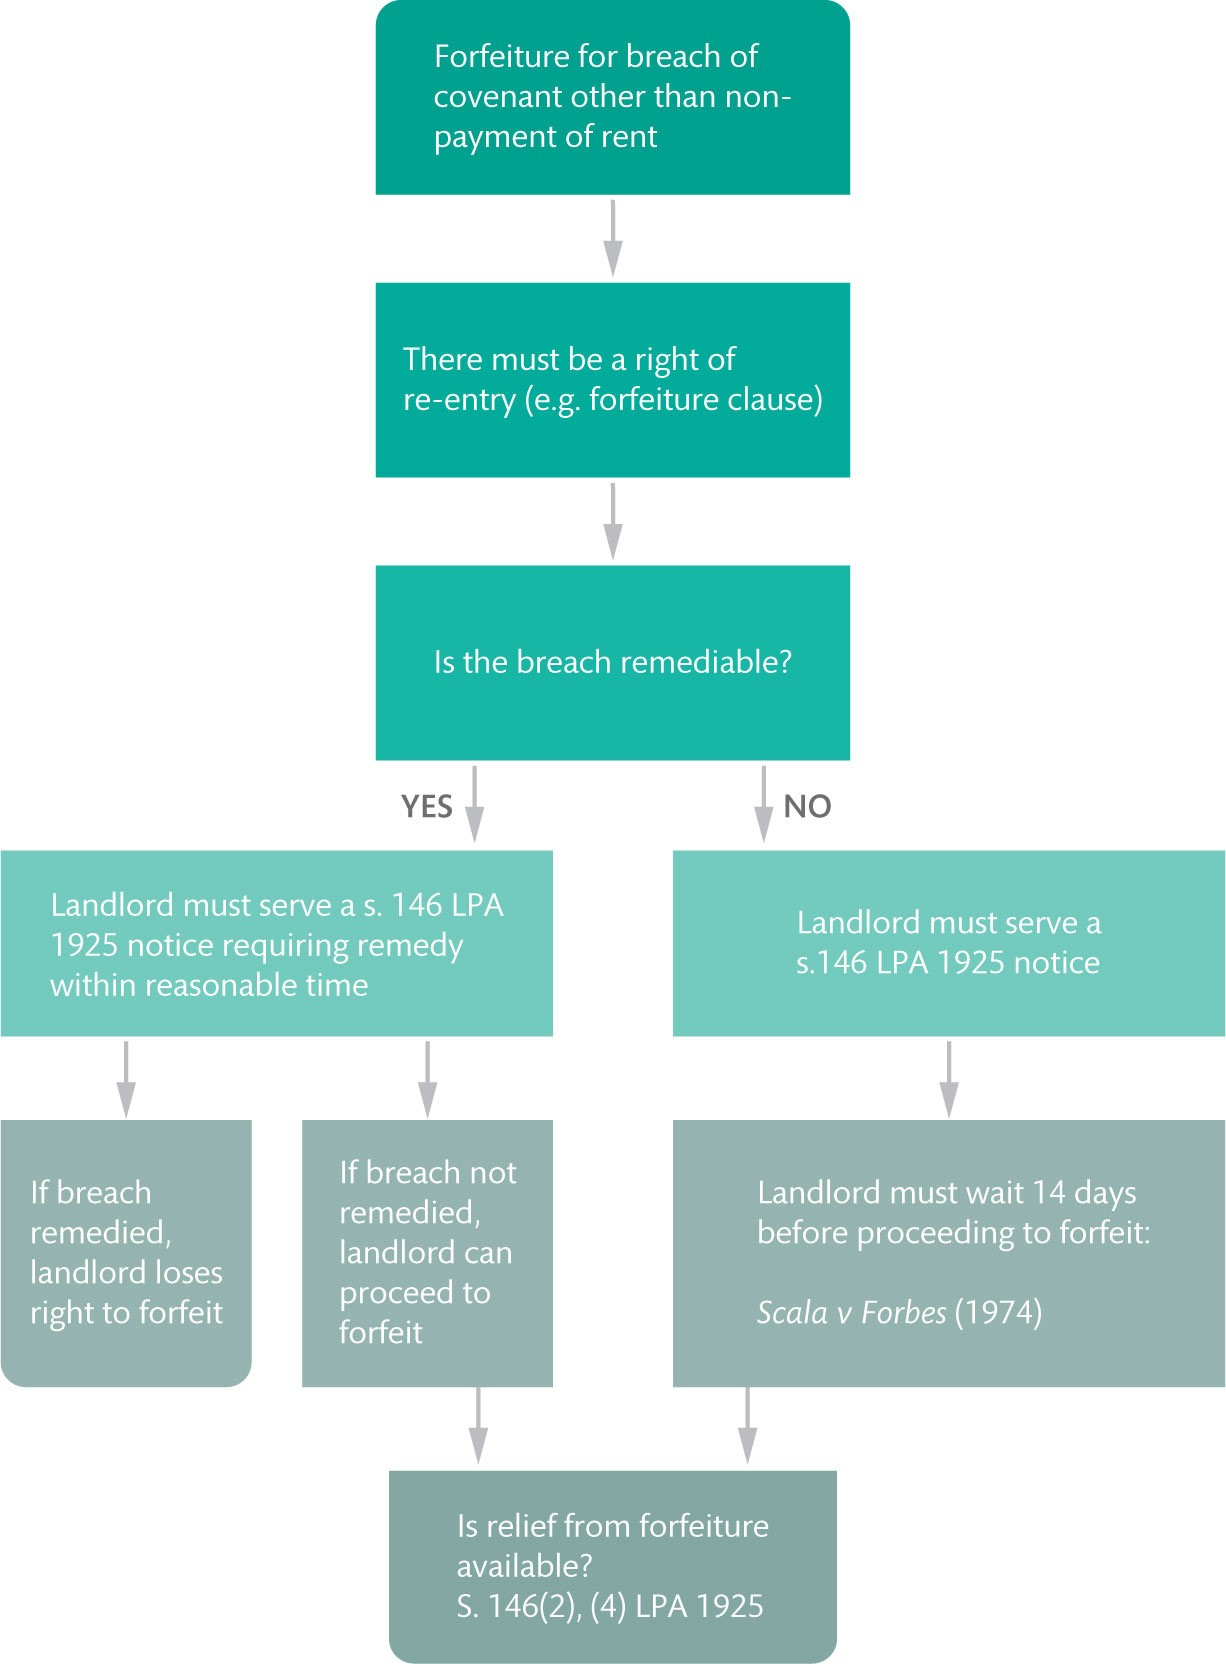 Forfeiture for breach of
covenant other than non-
payment of rent
There must be a right of
re-entry (e.g. forfeiture clause)
Is the breach remediable?
YES
NO
Landlord must serve a s. 146 LPA
1925 notice requiring remedy
within reasonable time
Landlord must serve a
s.146 LPA 1925 notice
If breach
remedied,
landlord loses
right to forfeit
If breach not
remedied,
landlord can
proceed to
forfeit
Landlord must wait 14 days
before proceeding to forfeit:
Scala v Forbes (1974)
Is relief from forfeiture
available?
S. 146(2), (4) LPA 1925